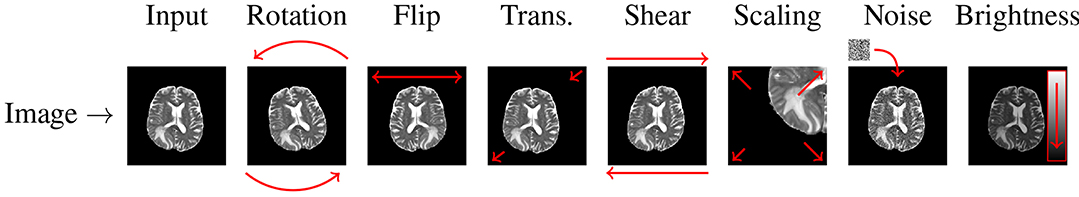 Input Rotation Flip Trans. Shear Scaling Noise Brightness
Image →